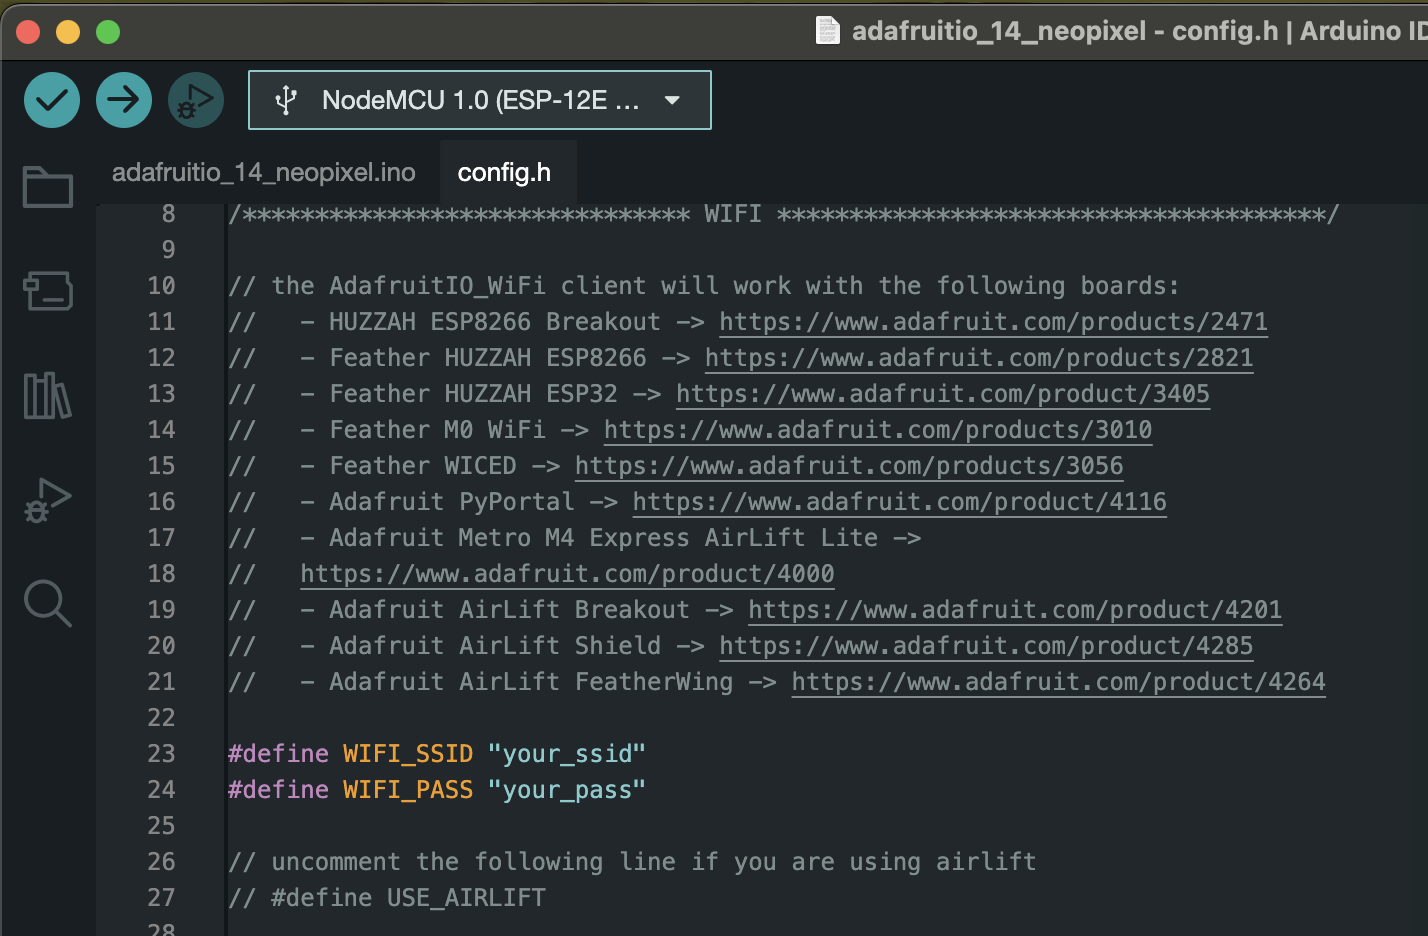 adafruitio_14_neopixel - config.h | Arduino ID
NodeMCU 1.0 (ESP-12E ...
adafruitio_14_neopixel.ino config.h
8 /******************************* WIFI **************************************/
9
10 // the AdafruitIO_WiFi client will work with the following boards:
11 //   - HUZZAH ESP8266 Breakout -> https://www.adafruit.com/products/2471
12 //   - Feather HUZZAH ESP8266 -> https://www.adafruit.com/products/2821
13 //   - Feather HUZZAH ESP32 -> https://www.adafruit.com/product/3405
14 //   - Feather M0 WiFi -> https://www.adafruit.com/products/3010
15 //   - Feather WICED -> https://www.adafruit.com/products/3056
16 //   - Adafruit PyPortal -> https://www.adafruit.com/product/4116
17 //   - Adafruit Metro M4 Express AirLift Lite ->
18 //   https://www.adafruit.com/product/4000
19 //   - Adafruit AirLift Breakout -> https://www.adafruit.com/product/4201
20 //   - Adafruit AirLift Shield -> https://www.adafruit.com/product/4285
21 //   - Adafruit AirLift FeatherWing -> https://www.adafruit.com/product/4264
22
23 #define WIFI_SSID "your_ssid"
24 #define WIFI_PASS "your_pass"
25
26 // uncomment the following line if you are using airlift
27 // #define USE_AIRLIFT
28